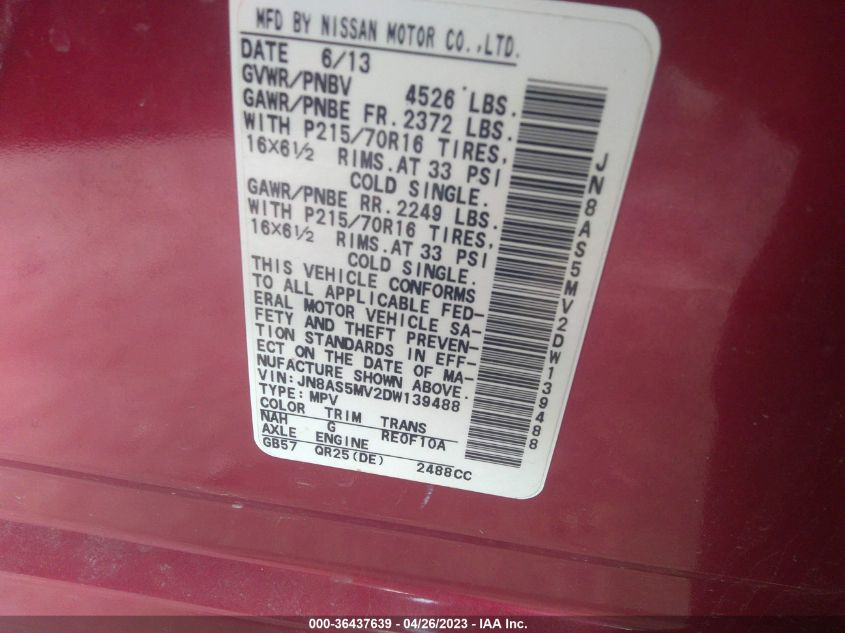 MFD BY NISSAN MOTOR CO.,LTD.
DATE 6/13
GVWR/PNBV 4526 LBS.
GAWR/PNBE FR. 2372 LBS.
WITH P215/70R16 TIRES,
16X6½ RIMS.AT 33 PSI
COLD SINGLE.
GAWR/PNBE RR. 2249 LBS.
WITH P215/70R16 TIRES,
16X6½ RIMS.AT 33 PSI
COLD SINGLE.
THIS VEHICLE CONFORMS
TO ALL APPLICABLE FED-
ERAL MOTOR VEHICLE SA-
FETY AND THEFT PREVEN-
TION STANDARDS IN EFF-
ECT ON THE DATE OF MA-
NUFACTURE SHOWN ABOVE.
VIN: JN8AS5MV2DW139488
TYPE: MPV
COLOR TRIM TRANS
NAH G RE0F10A
AXLE ENGINE
GB57 QR25(DE) 2488CC
JN8AS5MV2DW139488
000-36437639 - 04/26/2023 - IAA Inc.